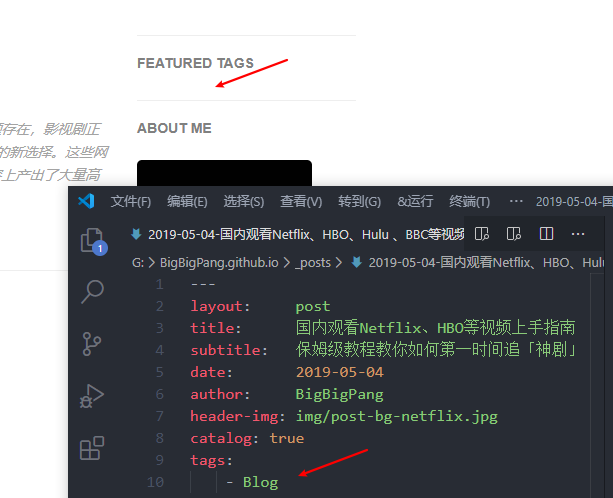 FEATURED TAGS
存在，影视剧正
的新选择。这些网
上产出了大量高
ABOUT ME
文件(F) 编辑(E) 选择(S) 查看(V) 转到(G) &运行 终端(T) ··· 2019-05-04-国内观看
1
2019-05-04-国内观看Netflix、HBO、Hulu 、BBC等视频
G: > BigBigPang.github.io > _posts > 2019-05-04-国内观看Netflix、HBO、Hulu
1 ---
2 layout: post
3 title: 国内观看Netflix、HBO等视频上手指南
4 subtitle: 保姆级教程教你如何第一时间追「神剧」
5 date: 2019-05-04
6 author: BigBigPang
7 header-img: img/post-bg-netflix.jpg
8 catalog: true
9 tags:
10 - Blog